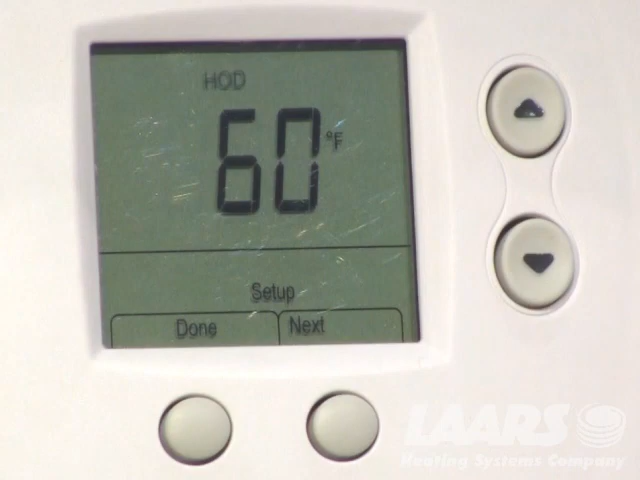 HOD
60 °F
Setup
Done Next
LAARS
Heating Systems Company